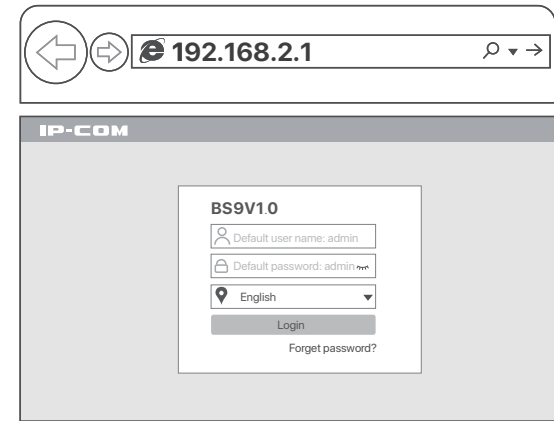 192.168.2.1
IP-COM
BS9V1.0
Default user name: admin
Default password: admin
English
Login
Forget password?